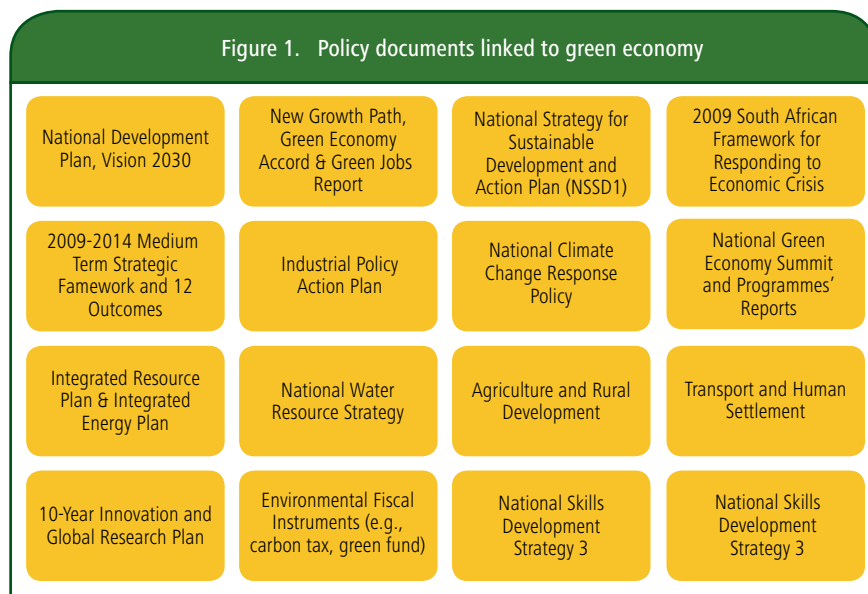 Figure 1. Policy documents linked to green economy
National Development
Plan, Vision 2030
New Growth Path,
Green Economy
Accord & Green Jobs
Report
National Strategy for
Sustainable
Development and
Action Plan (NSSD1)
2009 South African
Framework for
Responding to
Economic Crisis
2009-2014 Medium
Term Strategic
Famework and 12
Outcomes
Industrial Policy
Action Plan
National Climate
Change Response
Policy
National Green
Economy Summit
and Programmes’
Reports
Integrated Resource
Plan & Integrated
Energy Plan
National Water
Resource Strategy
Agriculture and Rural
Development
Transport and Human
Settlement
10-Year Innovation and
Global Research Plan
Environmental Fiscal
Instruments (e.g.,
carbon tax, green fund)
National Skills
Development
Strategy 3
National Skills
Development
Strategy 3